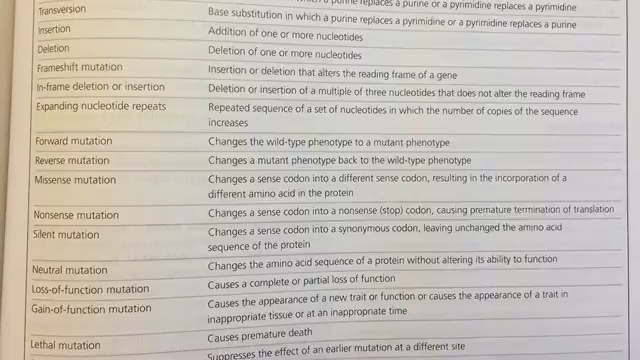 a purine replaces a purine or a pyrimidine replaces a pyrimidine
Transversion Base substitution in which a purine replaces a pyrimidine or a pyrimidine replaces a purine
Insertion Addition of one or more nucleotides
Deletion Deletion of one or more nucleotides
Frameshift mutation Insertion or deletion that alters the reading frame of a gene
In-frame deletion or insertion Deletion or insertion of a multiple of three nucleotides that does not alter the reading frame
Expanding nucleotide repeats Repeated sequence of a set of nucleotides in which the number of copies of the sequence
increases
Forward mutation Changes the wild-type phenotype to a mutant phenotype
Reverse mutation Changes a mutant phenotype back to the wild-type phenotype
Missense mutation Changes a sense codon into a different sense codon, resulting in the incorporation of a
different amino acid in the protein
Nonsense mutation Changes a sense codon into a nonsense (stop) codon, causing premature termination of translation
Silent mutation Changes a sense codon into a synonymous codon, leaving unchanged the amino acid
sequence of the protein
Neutral mutation Changes the amino acid sequence of a protein without altering its ability to function
Loss-of-function mutation Causes a complete or partial loss of function
Gain-of-function mutation Causes the appearance of a new trait or function or causes the appearance of a trait in
inappropriate tissue or at an inappropriate time
Lethal mutation Causes premature death
Suppresses the effect of an earlier mutation at a different site